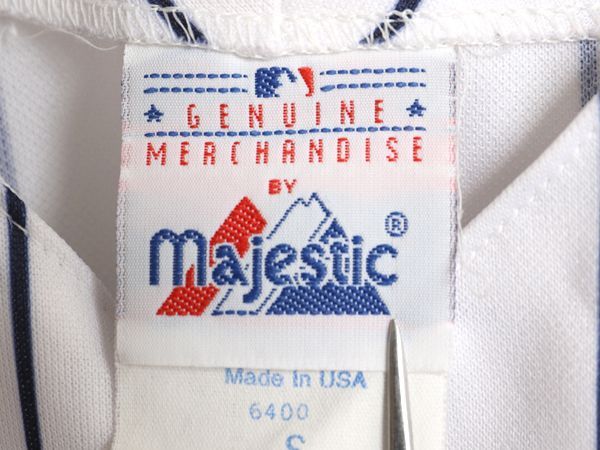 GENUINE
MERCHANDISE
BY
Majestic®
Made In USA
6400
S